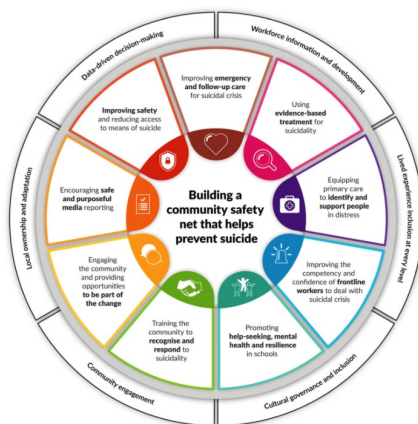 Data-driven decision-making
Workforce information and development
Lived experience inclusion at every level
Cultural governance and inclusion
Community engagement
Local ownership and adaptation
Improving emergency
and follow-up care
for suicidal crisis
Using
evidence-based
treatment for
suicidality
Equipping
primary care
to identify and
support people
in distress
Improving the
competency and
confidence of frontline
workers to deal with
suicidal crisis
Promoting
help-seeking, mental
health and resilience
in schools
Training the
community to
recognise and
respond to
suicidality
Engaging
the community
and providing
opportunities
to be part of
the change
Encouraging safe
and purposeful
media reporting
Improving safety
and reducing access
to means of suicide
Building a
community safety
net that helps
prevent suicide